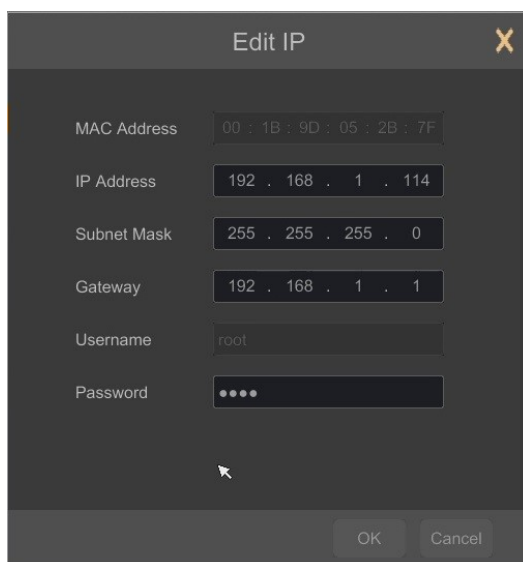 Edit IP X
MAC Address 00 : 1B : 9D : 05 : 2B : 7F
IP Address 192 . 168 . 1 . 114
Subnet Mask 255 . 255 . 255 . 0
Gateway 192 . 168 . 1 . 1
Username root
Password ●●●●
OK Cancel